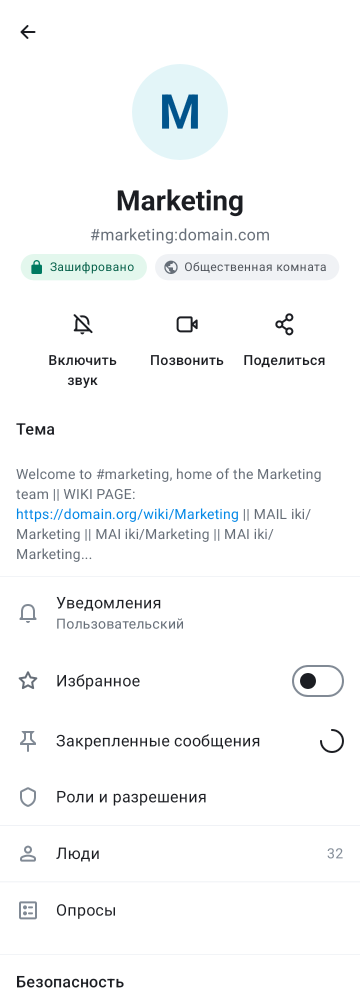 M
Marketing
#marketing:domain.com
Зашифровано
Общественная комната
Включить звук
Позвонить
Поделиться
Тема
Welcome to #marketing, home of the Marketing
team || WIKI PAGE:
https://domain.org/wiki/Marketing || MAIL iki/
Marketing || MAI iki/Marketing || MAI iki/
Marketing...
Уведомления
Пользовательский
Избранное
Закрепленные сообщения
Роли и разрешения
Люди
32
Опросы
Безопасность